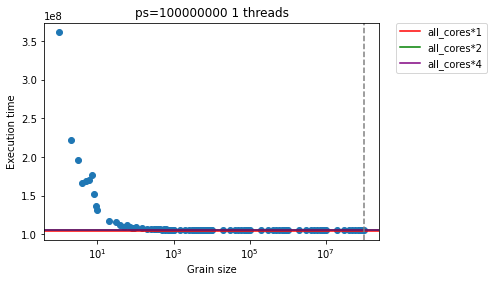 ps=100000000 1 threads
1e8
3.5
3.0
2.5
2.0
1.5
1.0
Execution time
10^1
10^3
10^5
10^7
Grain size
all_cores*1
all_cores*2
all_cores*4